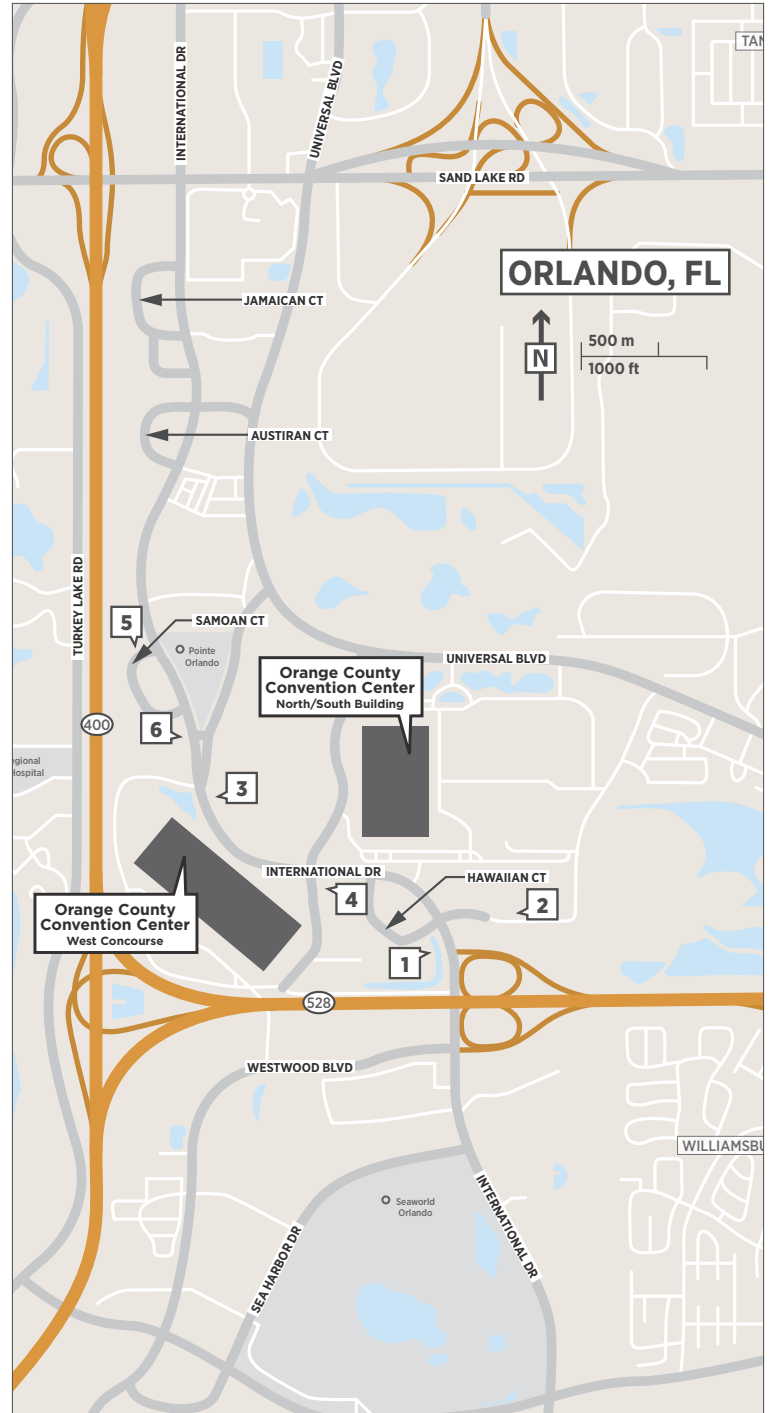 TAN
INTERNATIONAL DR
UNIVERSAL BLVD
SAND LAKE RD
ORLANDO, FL
JAMAICAN CT
N
500 m
1000 ft
AUSTIRAN CT
TURKEY LAKE RD
5
SAMOAN CT
Pointe
Orlando
UNIVERSAL BLVD
Orange County
Convention Center
North/South Building
400
6
egional
Hospital
3
INTERNATIONAL DR
HAWAIIAN CT
4
2
Orange County
Convention Center
West Concourse
1
528
WESTWOOD BLVD
WILLIAMSBU
Seaworld
Orlando
INTERNATIONAL DR
SEA HARBOR DR